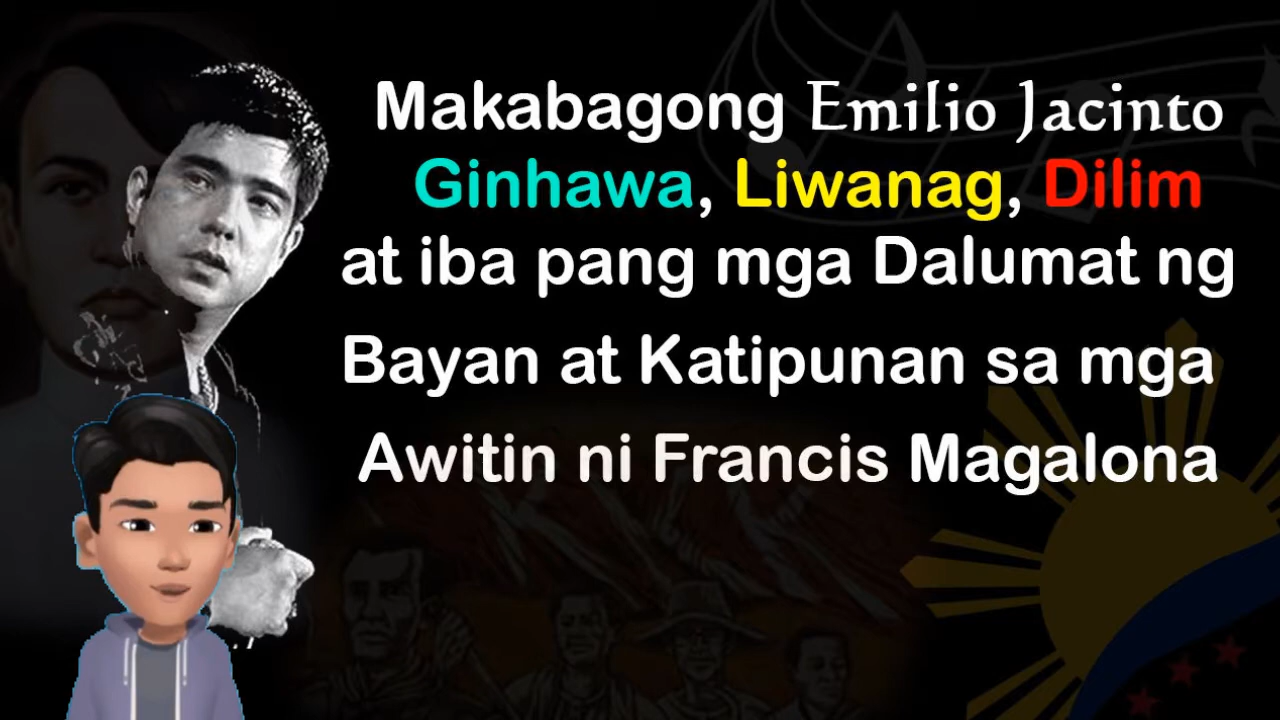 Makabagong Emilio Jacinto
Ginhawa, Liwanag, Dilim
at iba pang mga Dalumat ng
Bayan at Katipunan sa mga
Awitin ni Francis Magalona